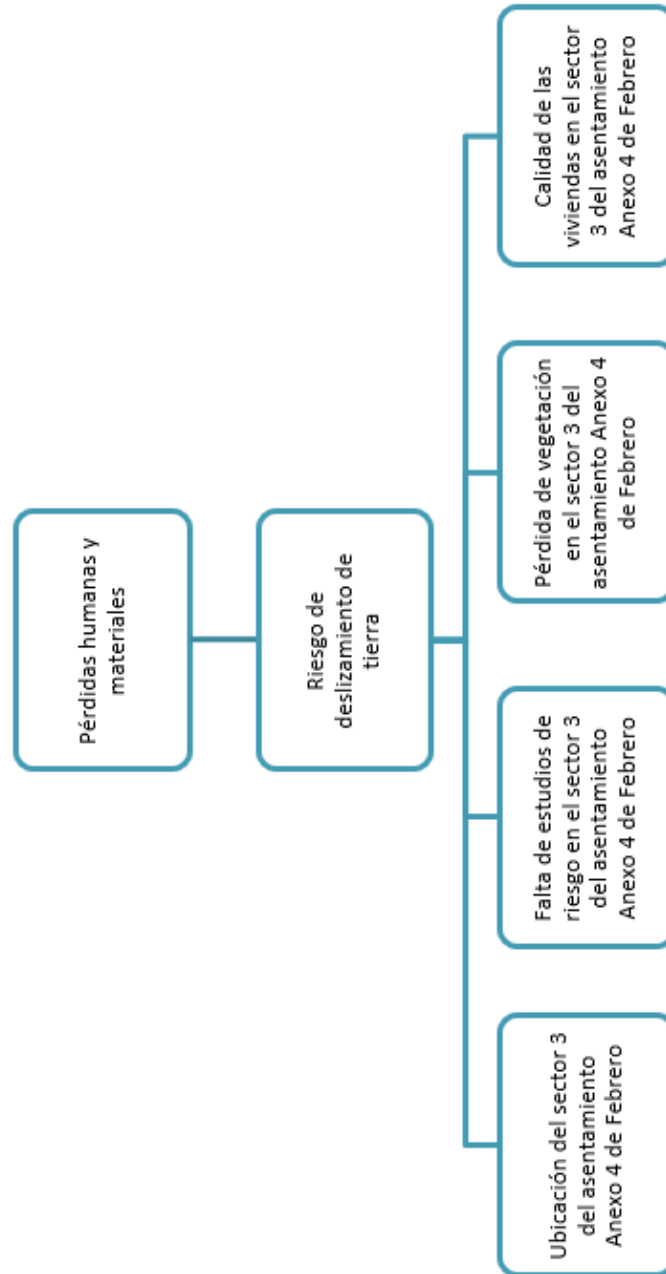 Pérdidas humanas y
materiales
Riesgo de
deslizamiento de
tierra
Ubicación del sector 3
del asentamiento
Anexo 4 de Febrero
Falta de estudios de
riesgo en el sector 3
del asentamiento
Anexo 4 de Febrero
Pérdida de vegetación
en el sector 3 del
asentamiento Anexo 4
de Febrero
Calidad de las
viviendas en el sector
3 del asentamiento
Anexo 4 de Febrero